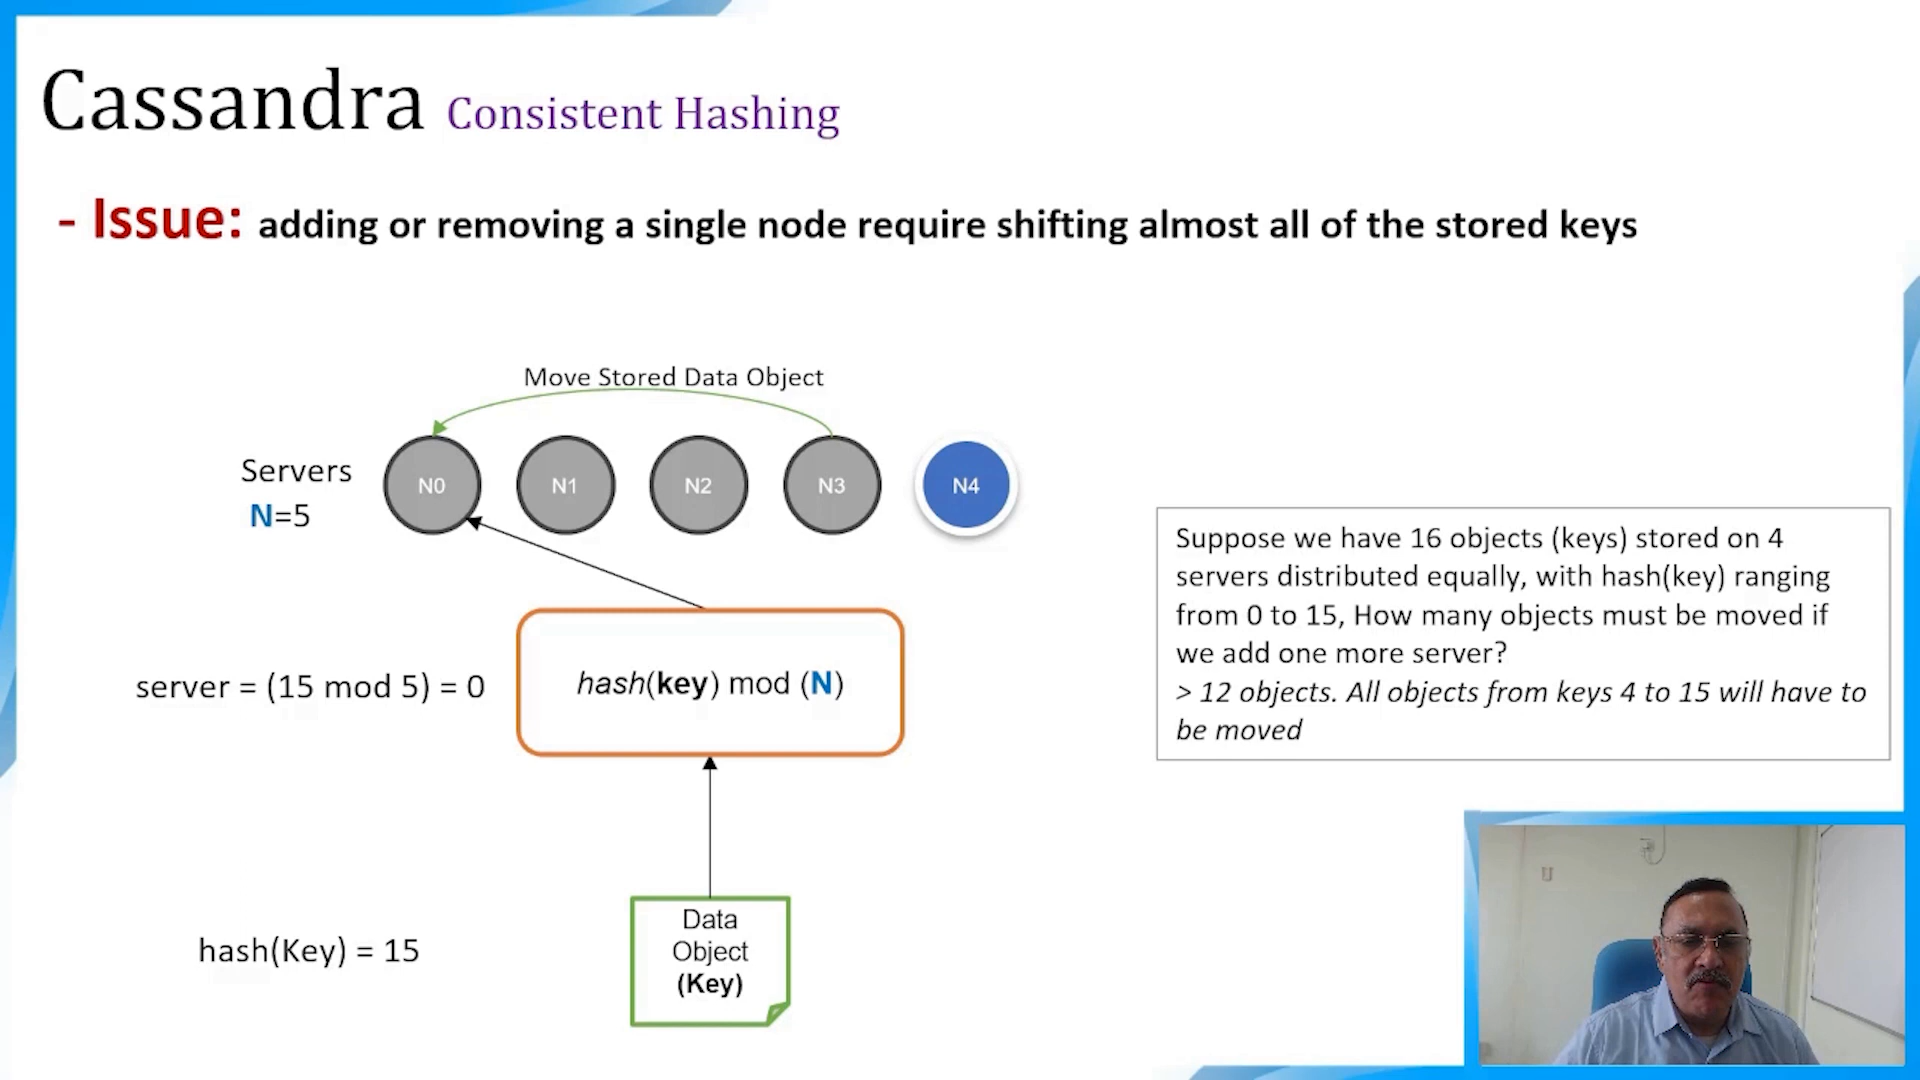 Cassandra Consistent Hashing
- Issue: adding or removing a single node require shifting almost all of the stored keys
Move Stored Data Object
Servers
N=5
N0 N1 N2 N3 N4
server = (15 mod 5) = 0
hash(key) mod (N)
hash(Key) = 15
Data
Object
(Key)
Suppose we have 16 objects (keys) stored on 4
servers distributed equally, with hash(key) ranging
from 0 to 15, How many objects must be moved if
we add one more server?
> 12 objects. All objects from keys 4 to 15 will have to
be moved